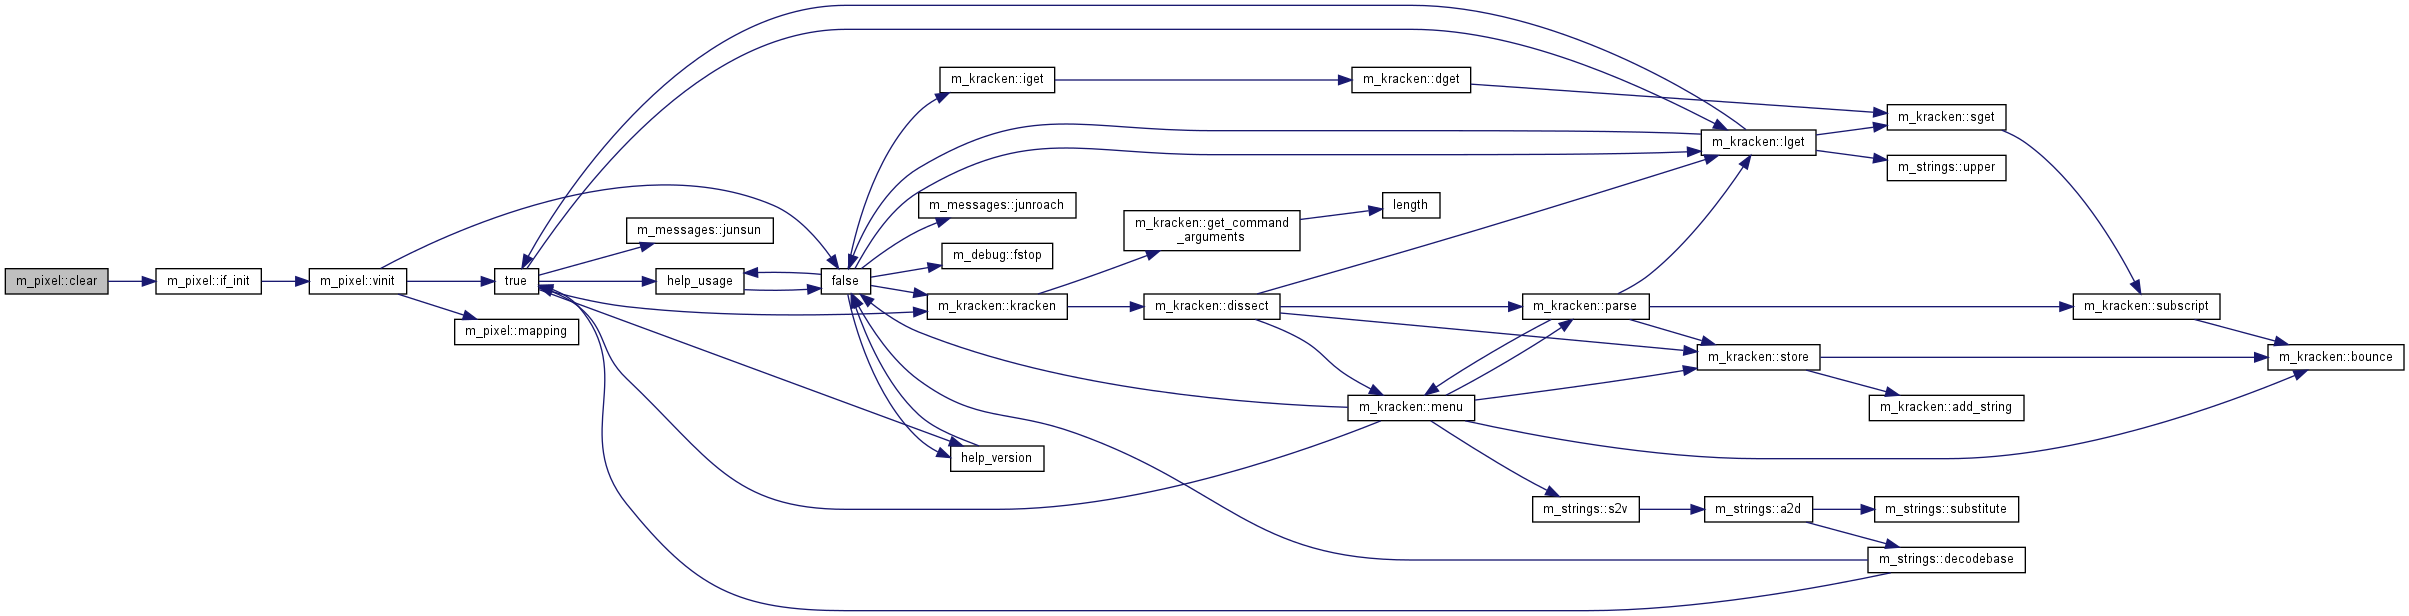 m_pixel::clear
m_pixel::if_init
m_pixel::vinit
true
m_pixel::mapping
m_messages::junsun
help_usage
false
m_kracken::iget
m_messages::junroach
m_debug::fstop
m_kracken::kracken
help_version
m_kracken::get_command
_arguments
m_kracken::dissect
m_kracken::dget
length
m_kracken::menu
m_kracken::parse
m_strings::s2v
m_kracken::lget
m_kracken::store
m_strings::a2d
m_kracken::sget
m_strings::upper
m_kracken::add_string
m_strings::substitute
m_strings::decodebase
m_kracken::subscript
m_kracken::bounce